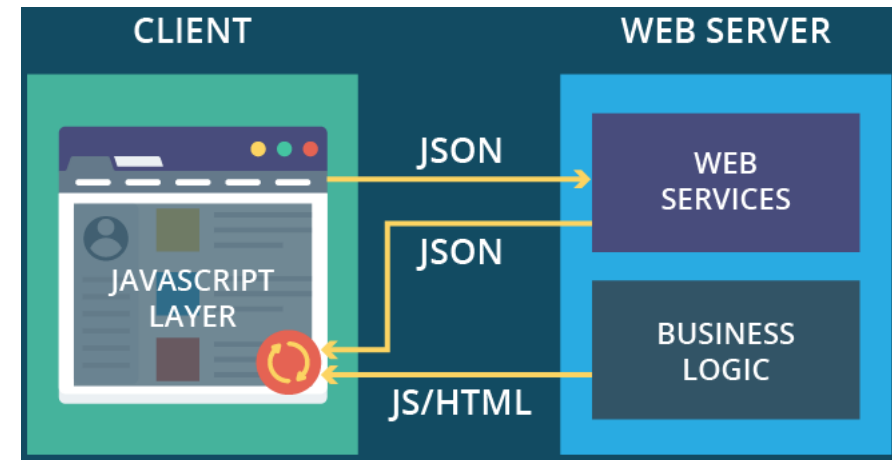 CLIENT
WEB SERVER
JSON
WEB
SERVICES
JSON
JAVASCRIPT
LAYER
BUSINESS
LOGIC
JS/HTML